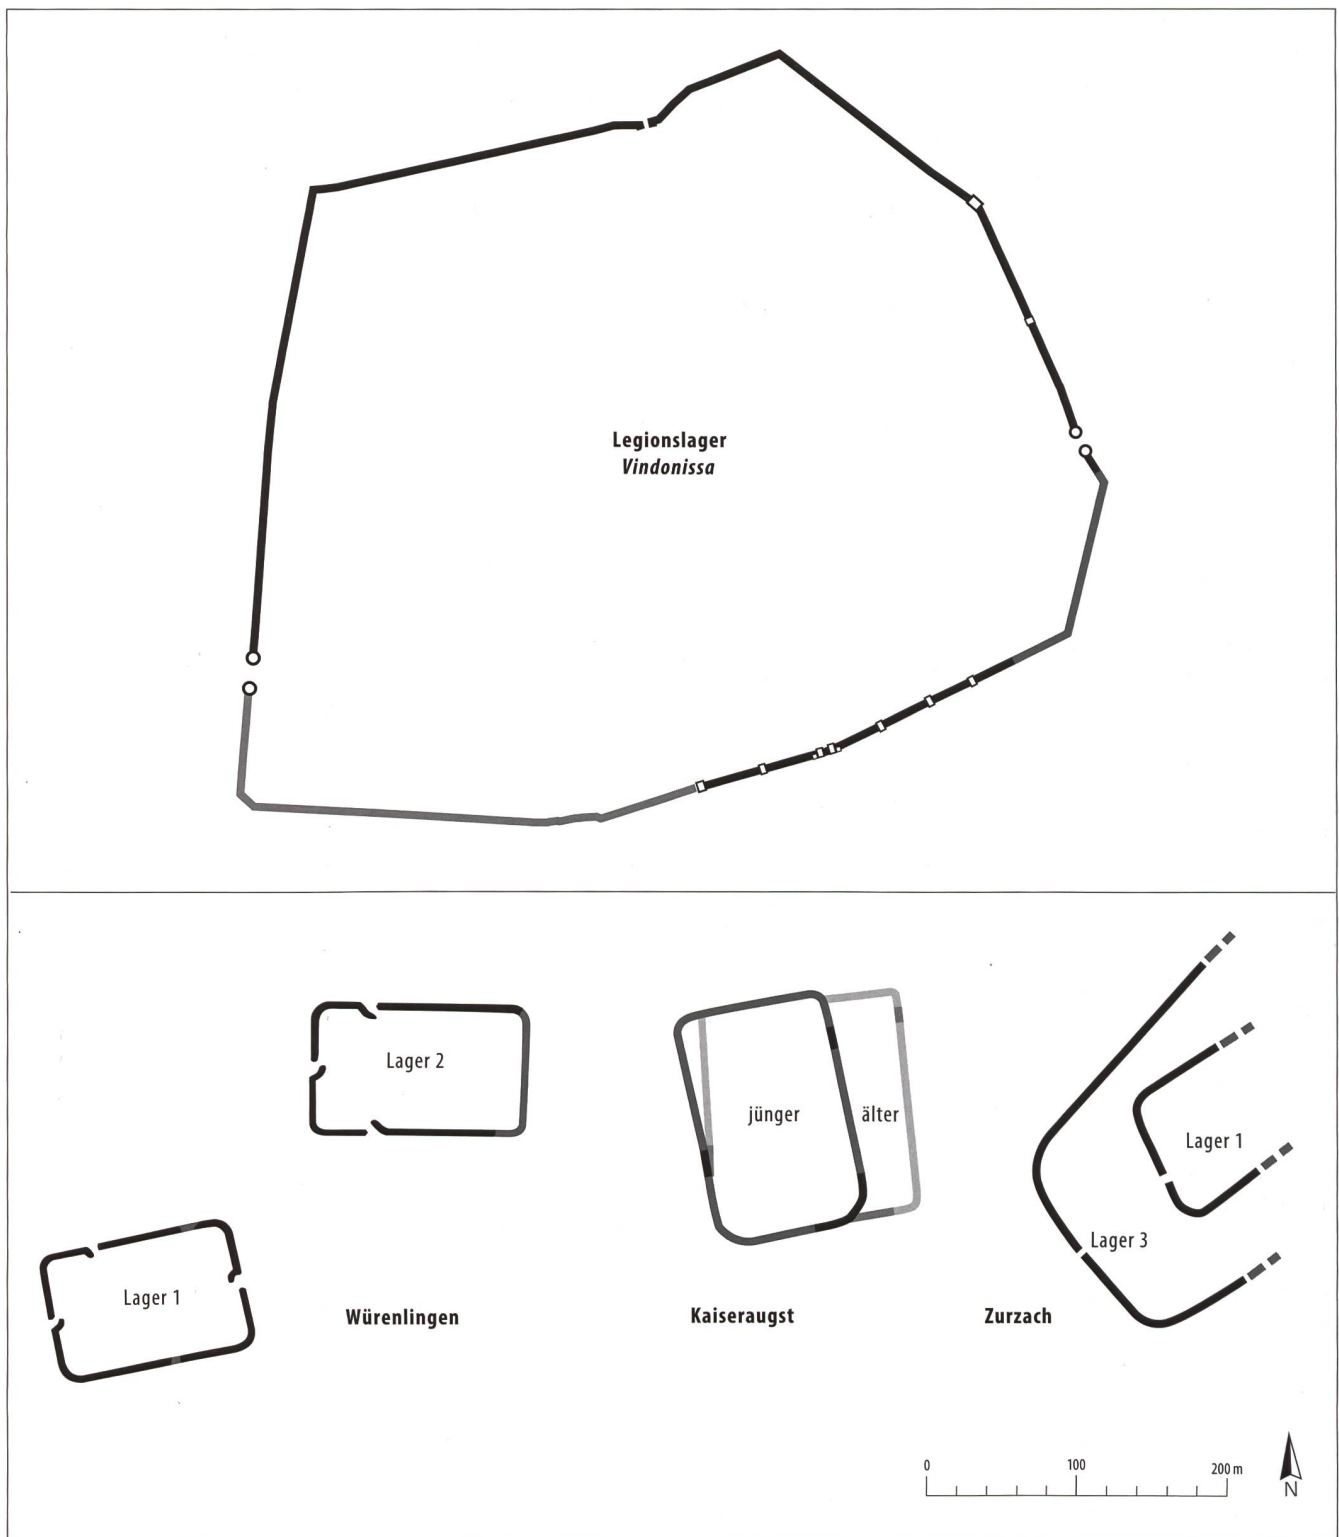 Legionslager
Vindonissa
Lager 2
jünger
älter
Lager 1
Lager 3
Lager 1
Würenlingen
Kaiseraugst
Zurzach
0
100
200 m
N